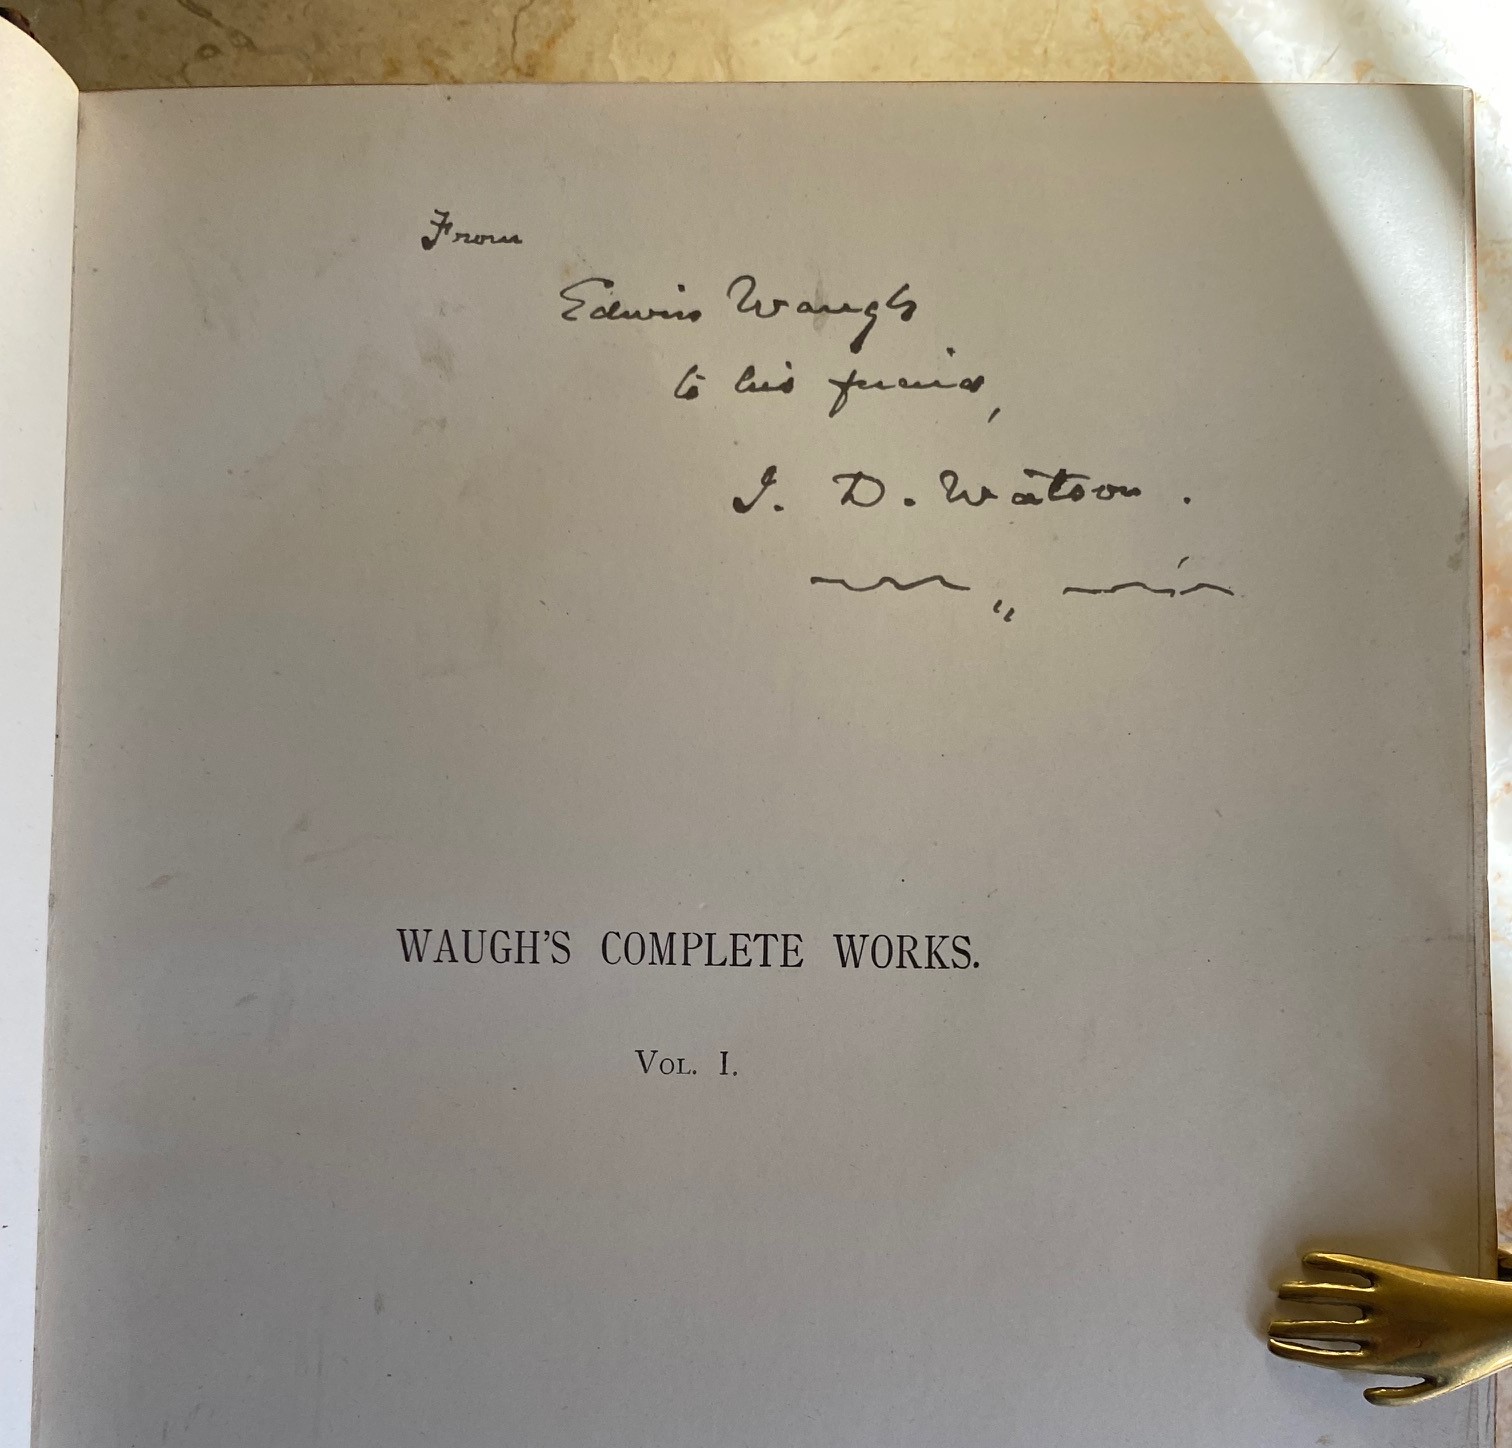 From
Edwin Waugh
to his friend,
J. D. Watson.
WAUGH'S COMPLETE WORKS.
VOL. I.